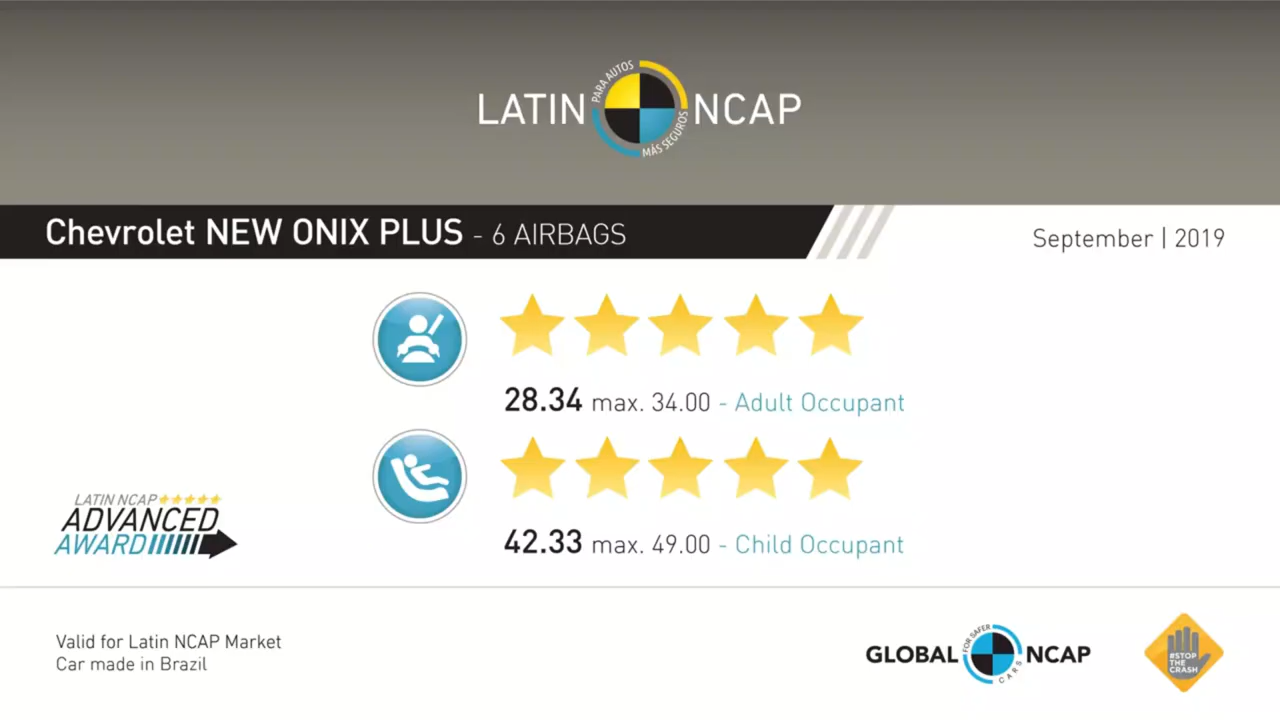 LATIN NCAP
PARA AUTOS
MÁS SEGUROS
Chevrolet NEW ONIX PLUS - 6 AIRBAGS
September | 2019
28.34 max. 34.00 - Adult Occupant
42.33 max. 49.00 - Child Occupant
LATIN NCAP
ADVANCED
AWARD
Valid for Latin NCAP Market
Car made in Brazil
GLOBAL NCAP
FOR SAFER
CARS
#STOP
THE
CRASH